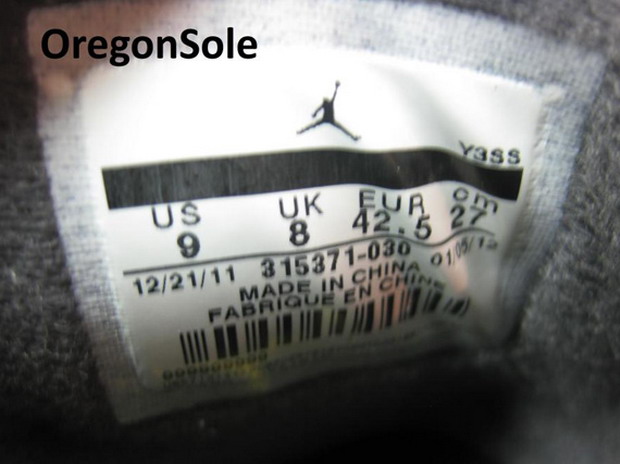 OregonSole
Y3SS
US UK EUR cm
9 8 42.5 27
12/21/11 315371-030 01/05/12
MADE IN CHINA
FABRIQUE EN CHINE